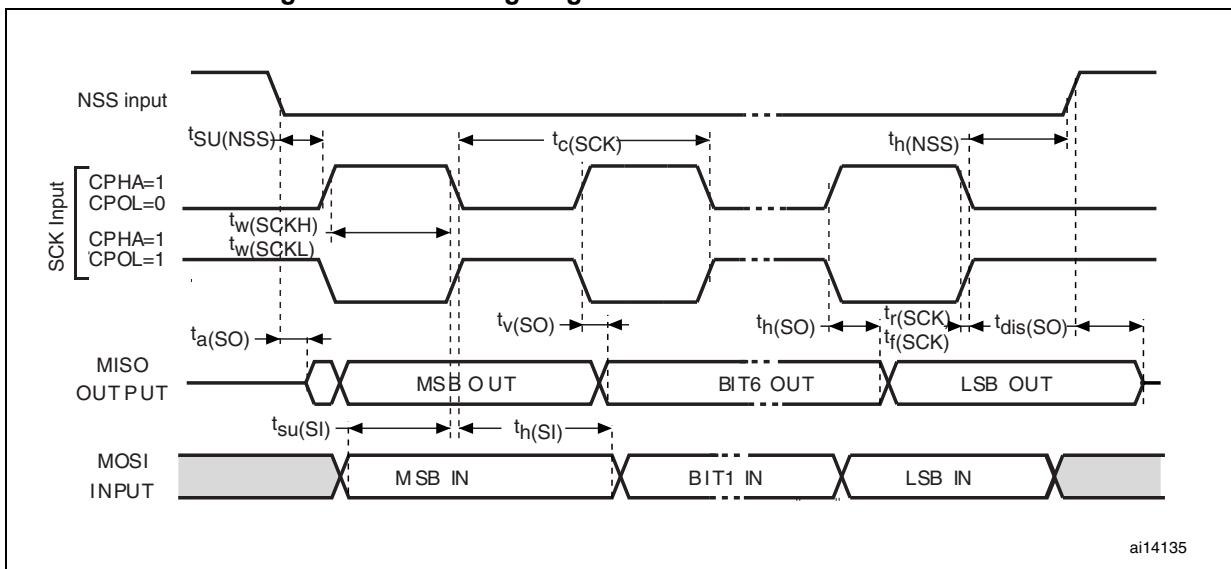 NSS input
tSU(NSS)
tc(SCK)
th(NSS)
SCK Input
CPHA=1
CPOL=0
tw(SCKH)
tw(SCKL)
CPHA=1
CPOL=1
ta(SO)
tv(SO)
th(SO)
tr(SCK)
tf(SCK)
tdis(SO)
MISO
OUTPUT
MSB OUT
BIT6 OUT
LSB OUT
tsu(SI)
th(SI)
MOSI
INPUT
MSB IN
BIT1 IN
LSB IN
ai14135